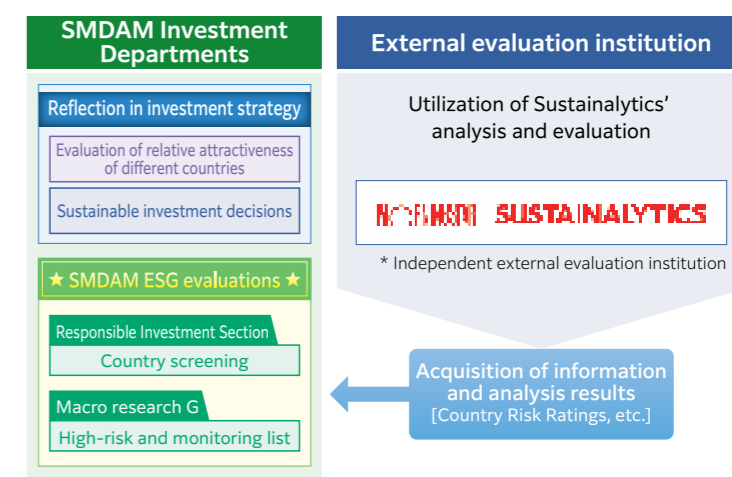 SMDAM Investment
Departments
Reflection in investment strategy
Evaluation of relative attractiveness
of different countries
Sustainable investment decisions
★ SMDAM ESG evaluations ★
Responsible Investment Section
Country screening
Macro research G
High-risk and monitoring list
External evaluation institution
Utilization of Sustainalytics’
analysis and evaluation
SUSTAINALYTICS
* Independent external evaluation institution
Acquisition of information
and analysis results
[Country Risk Ratings, etc.]